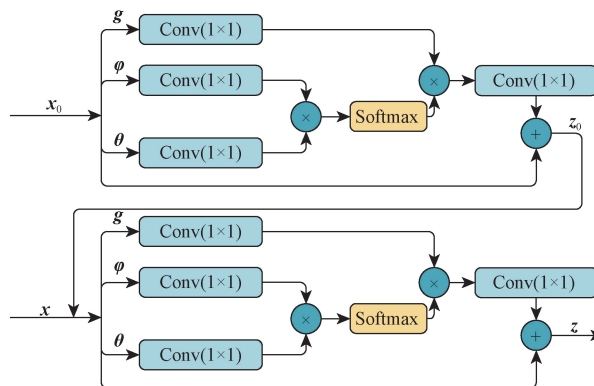 g
Conv(1×1)
φ
Conv(1×1)
×
Conv(1×1)
x₀
×
Softmax
z₀
θ
Conv(1×1)
+
g
Conv(1×1)
φ
Conv(1×1)
×
Conv(1×1)
x
×
Softmax
z
θ
Conv(1×1)
+